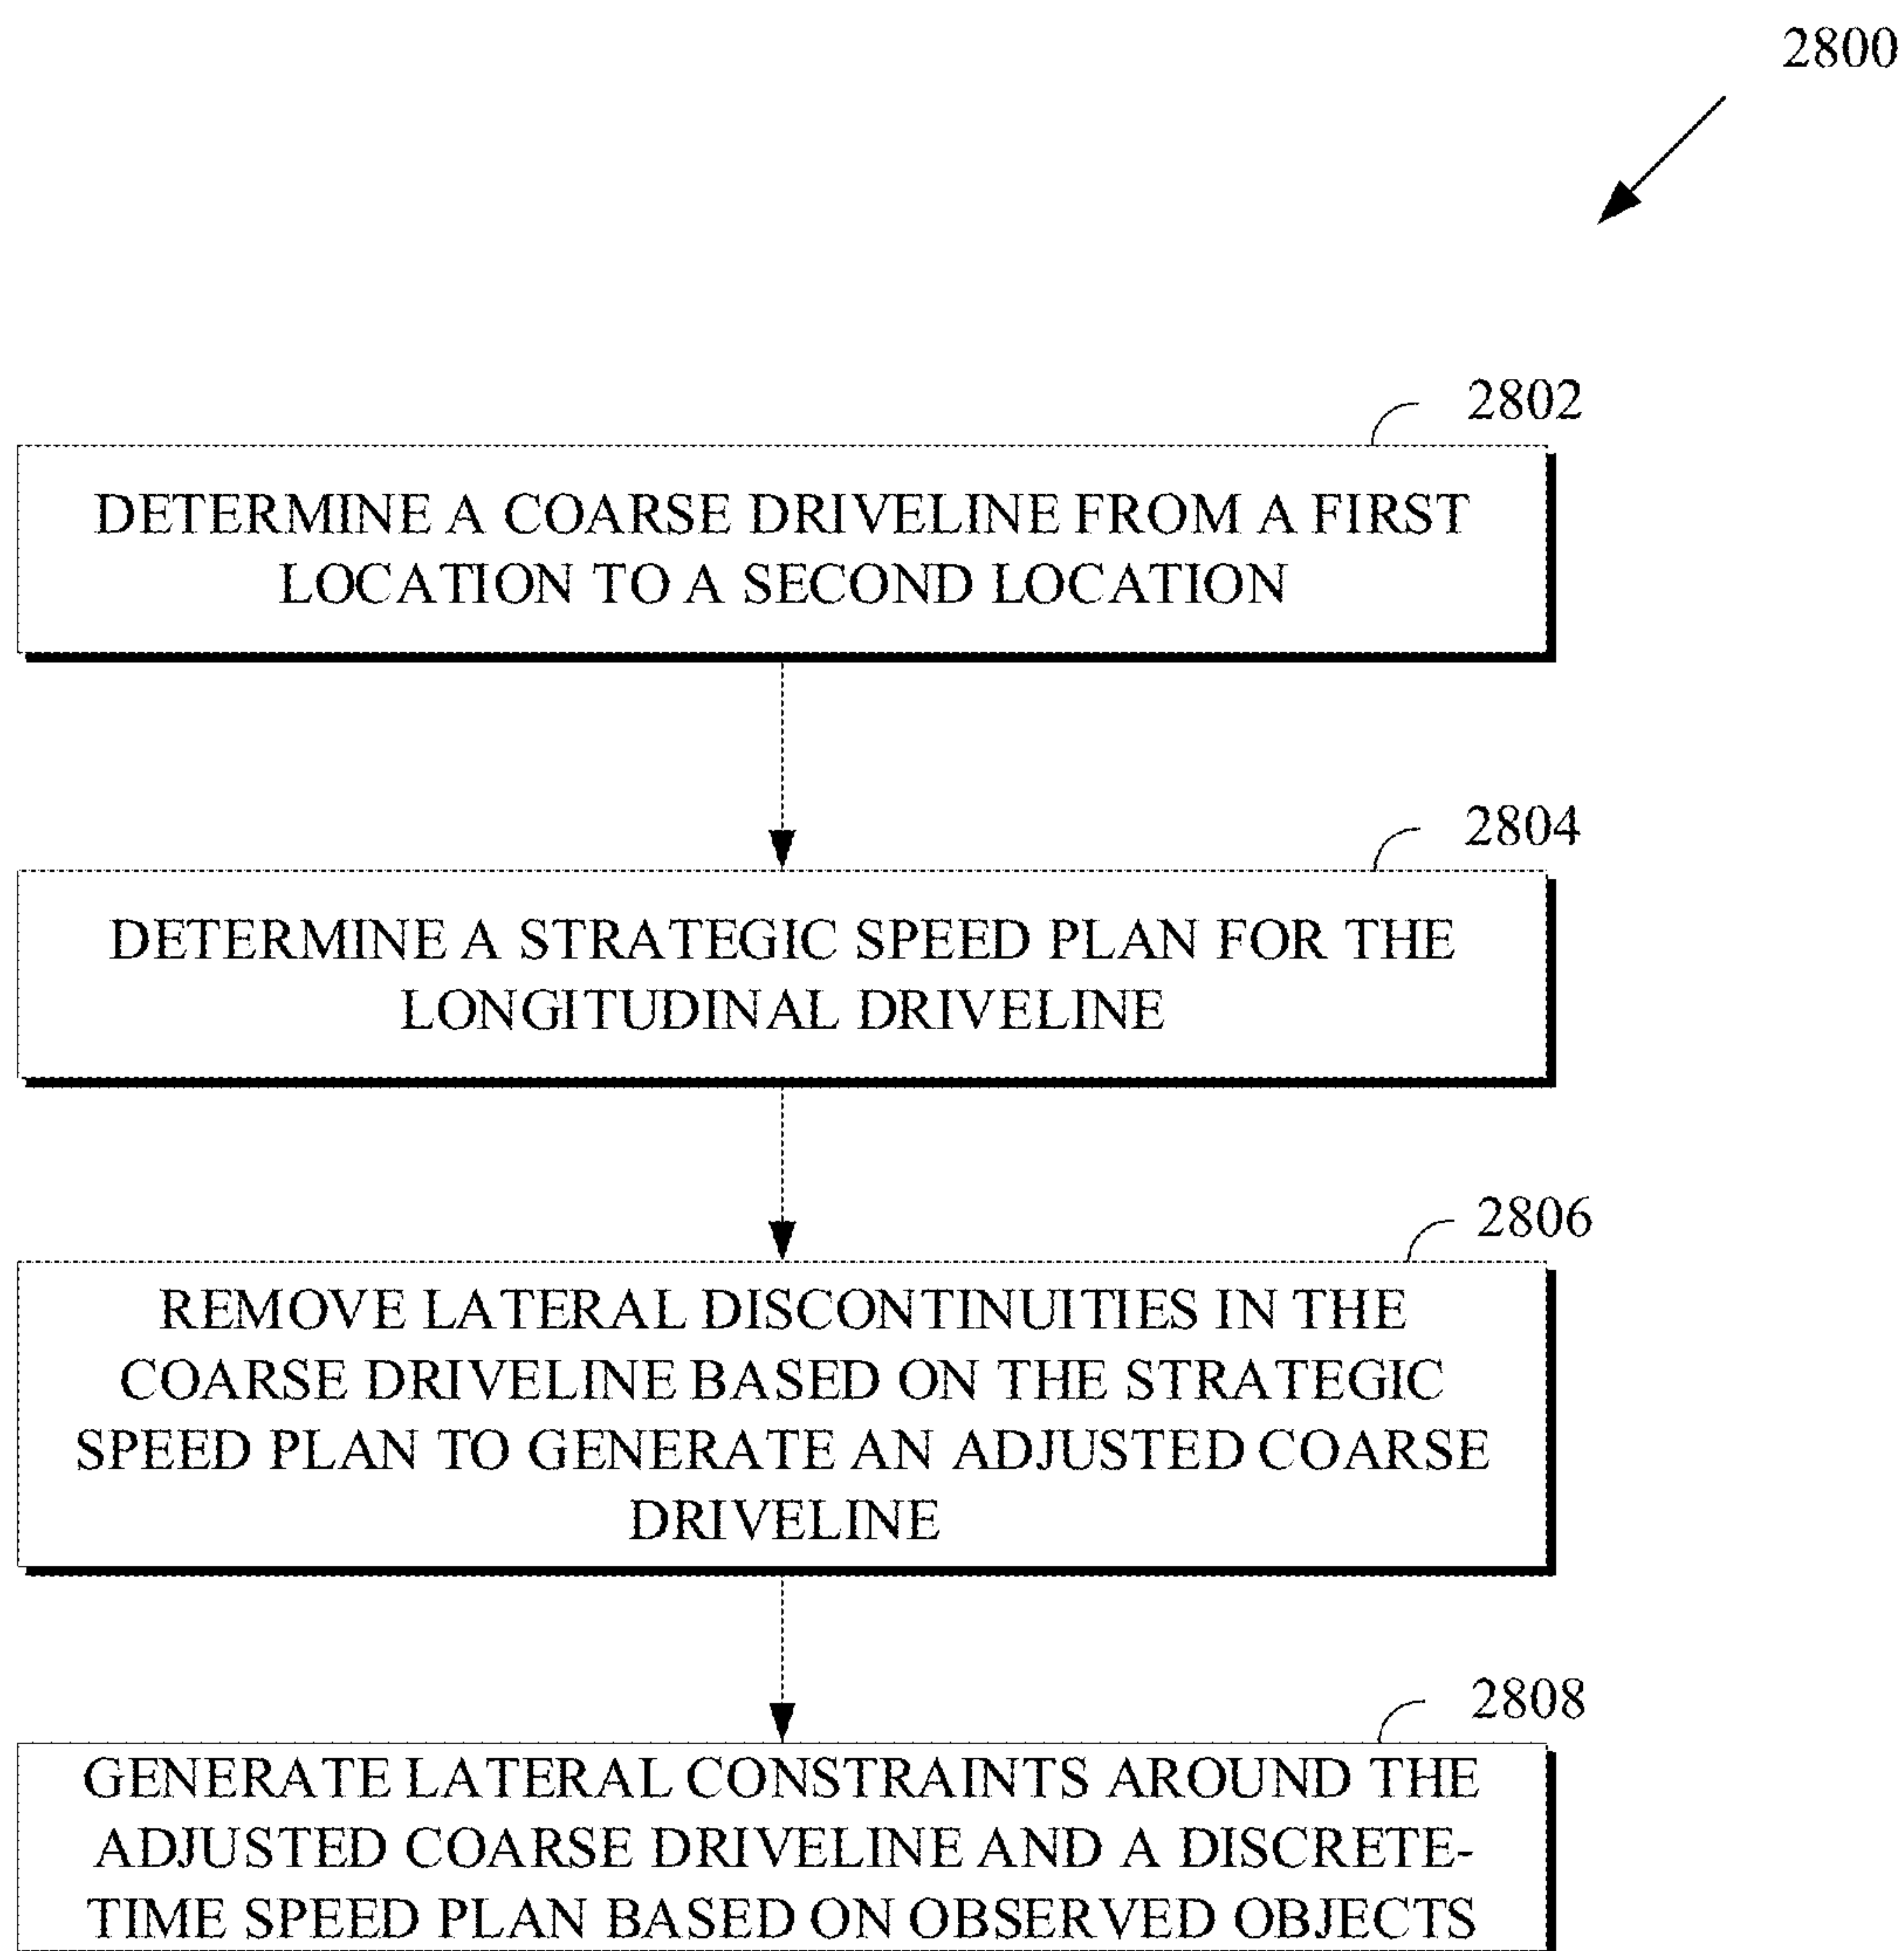 2800
2802
DETERMINE A COARSE DRIVELINE FROM A FIRST
LOCATION TO A SECOND LOCATION
2804
DETERMINE A STRATEGIC SPEED PLAN FOR THE
LONGITUDINAL DRIVELINE
2806
REMOVE LATERAL DISCONTINUITIES IN THE
COARSE DRIVELINE BASED ON THE STRATEGIC
SPEED PLAN TO GENERATE AN ADJUSTED COARSE
DRIVELINE
2808
GENERATE LATERAL CONSTRAINTS AROUND THE
ADJUSTED COARSE DRIVELINE AND A DISCRETE-
TIME SPEED PLAN BASED ON OBSERVED OBJECTS